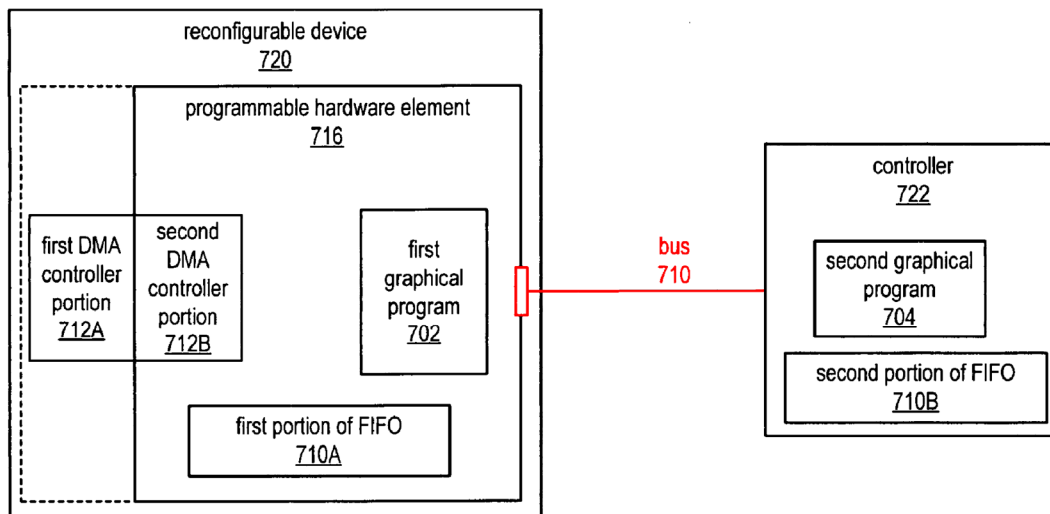 reconfigurable device
720
programmable hardware element
716
first DMA
controller
portion
712A
second
DMA
controller
portion
712B
first
graphical
program
702
first portion of FIFO
710A
bus
710
controller
722
second graphical
program
704
second portion of FIFO
710B